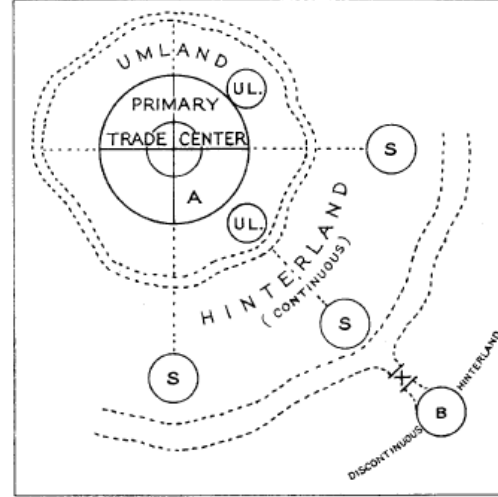 UMLAND
UL.
PRIMARY
TRADE CENTER
A
UL.
S
HINTERLAND
(CONTINUOUS)
S
S
X
B
HINTERLAND
DISCONTINUOUS